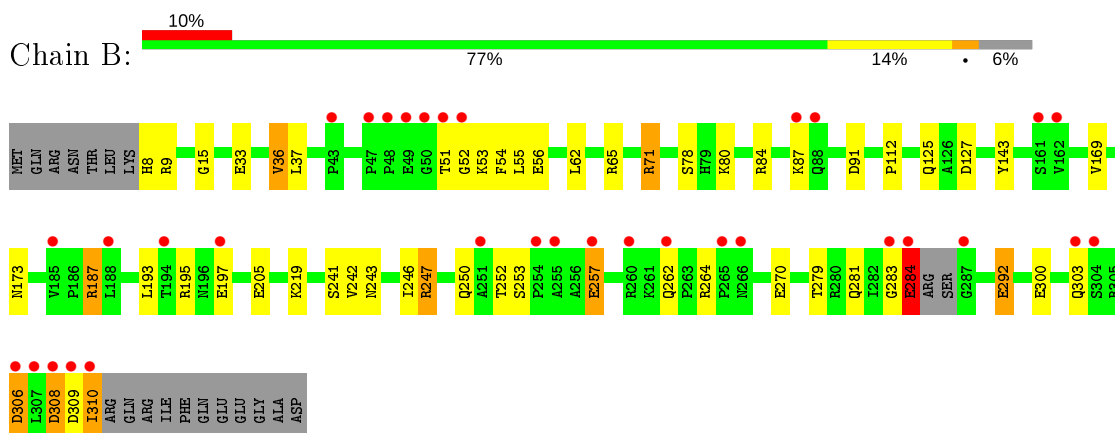 10%
Chain B:
77% 14% • 6%
MET GLN ARG ASN THR LEU LYS H8 R9 G15 E33 V36 L37 P43 P47 P48 E49 G50 T51 G52 K53 F54 L55 E56 L62 R65 R71 S78 H79 K80 R84 K87 Q88 D91 P112 Q125 A126 D127 Y143 S161 V162 V169
N173 V185 P186 R187 L188 L193 T194 R195 N196 E197 E205 K219 S241 V242 N243 I246 R247 Q250 A251 T252 S253 P254 A255 A256 E257 R260 K261 Q262 P263 R264 P265 N266 E270 T279 R280 Q281 I282 G283 E284 ARG SER G287 E292 E300 Q303 S304
D306 L307 D308 D309 I310 ARG GLN ARG ILE PHE GLN GLU GLU GLY ALA ASP